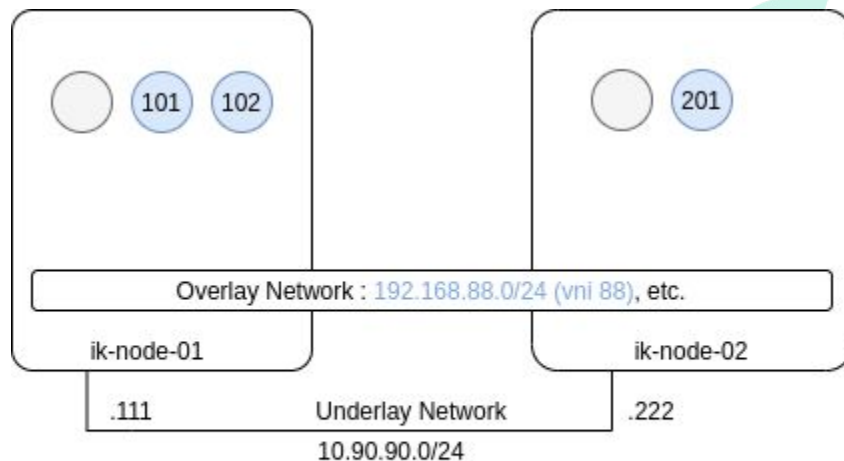 101
102
201
Overlay Network : 192.168.88.0/24 (vni 88), etc.
ik-node-01
ik-node-02
.111
Underlay Network
.222
10.90.90.0/24